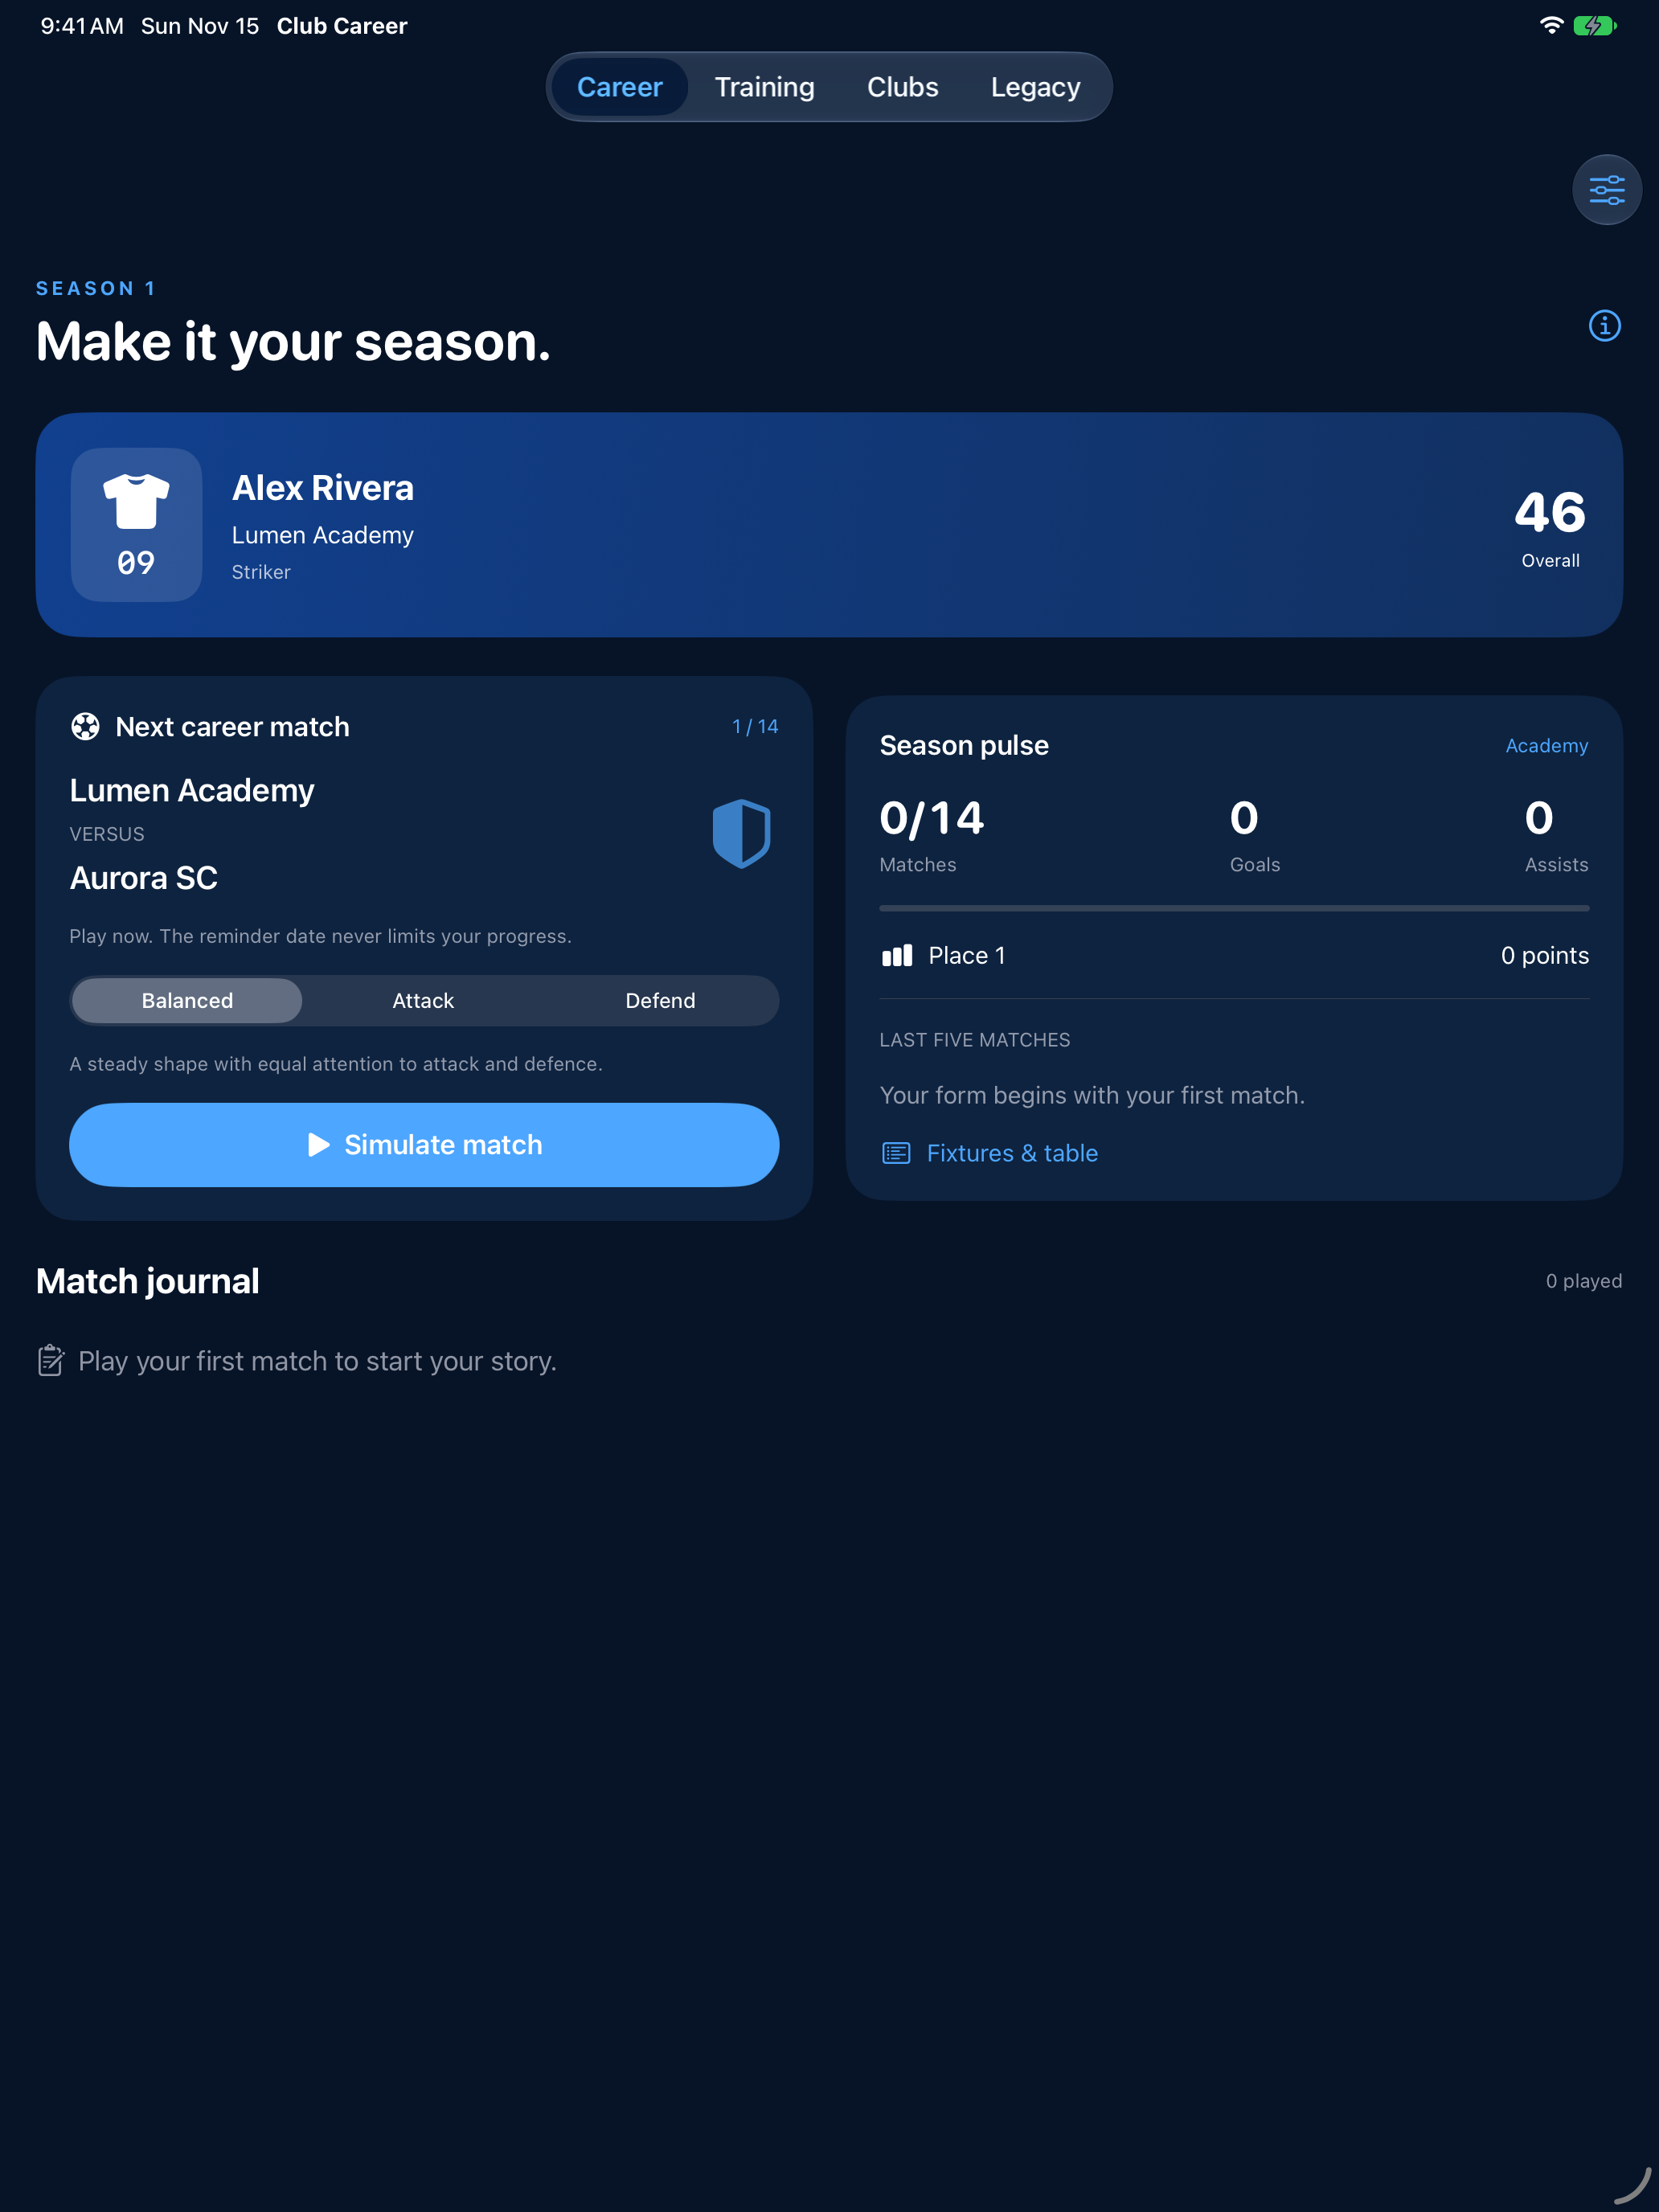 9:41 AM Sun Nov 15 Club Career
Career Training Clubs Legacy
SEASON 1
Make it your season.
09
Alex Rivera
Lumen Academy
Striker
46
Overall
Next career match 1 / 14
Lumen Academy
VERSUS
Aurora SC
Play now. The reminder date never limits your progress.
Balanced Attack Defend
A steady shape with equal attention to attack and defence.
Simulate match
Season pulse Academy
0/14 0 0
Matches Goals Assists
Place 1 0 points
LAST FIVE MATCHES
Your form begins with your first match.
Fixtures & table
Match journal 0 played
Play your first match to start your story.